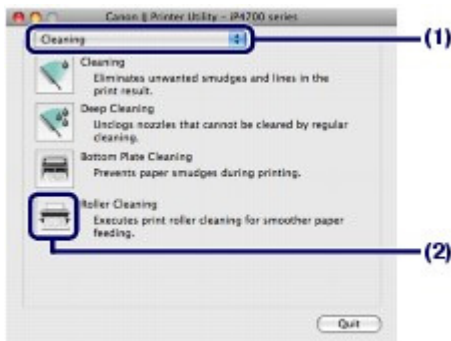 Canon IJ Printer Utility - iP4700 series
Cleaning
(1)
Cleaning
Eliminates unwanted smudges and lines in the
print result.
Deep Cleaning
Unclogs nozzles that cannot be cleared by regular
cleaning.
Bottom Plate Cleaning
Prevents paper smudges during printing.
Roller Cleaning
Executes print roller cleaning for smoother paper
feeding.
(2)
Quit